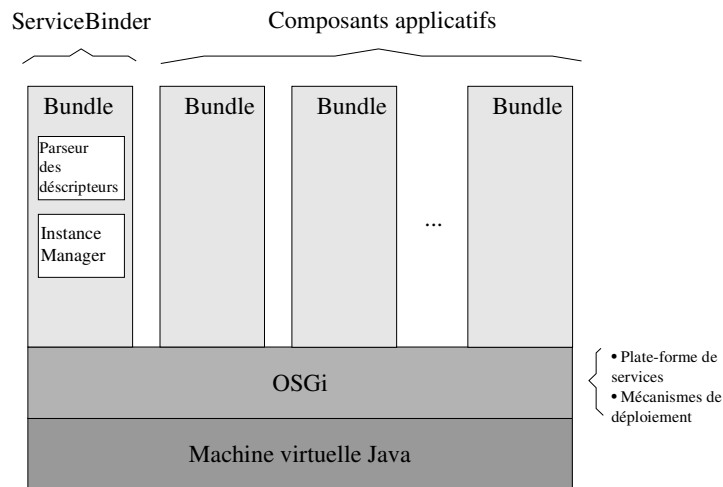 ServiceBinder
Composants applicatifs
Bundle
Bundle
Bundle
Bundle
Parseur
des
déscripteurs
Instance
Manager
...
OSGi
• Plate-forme de
services
• Mécanismes de
déploiement
Machine virtuelle Java